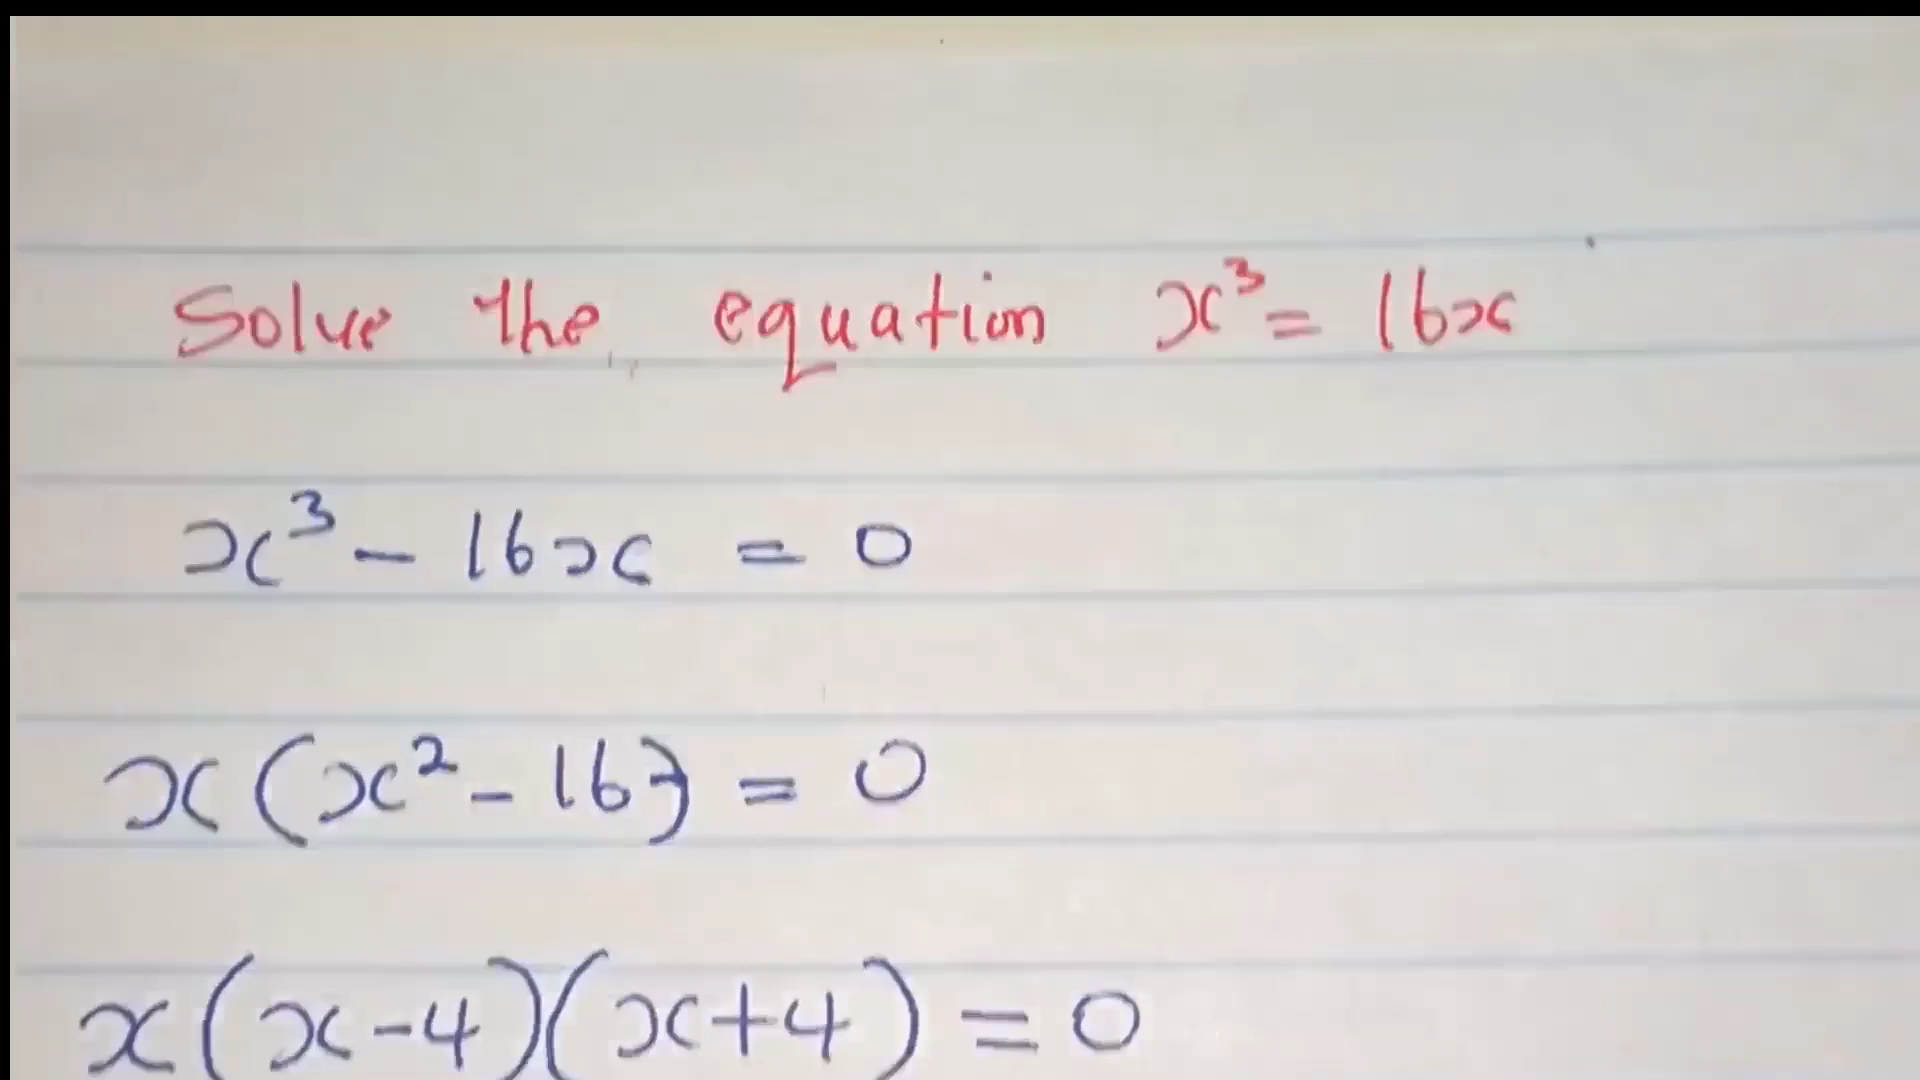 Solve the equation x³ = 16x
x³ - 16x = 0
x(x² - 16) = 0
x(x-4)(x+4) = 0